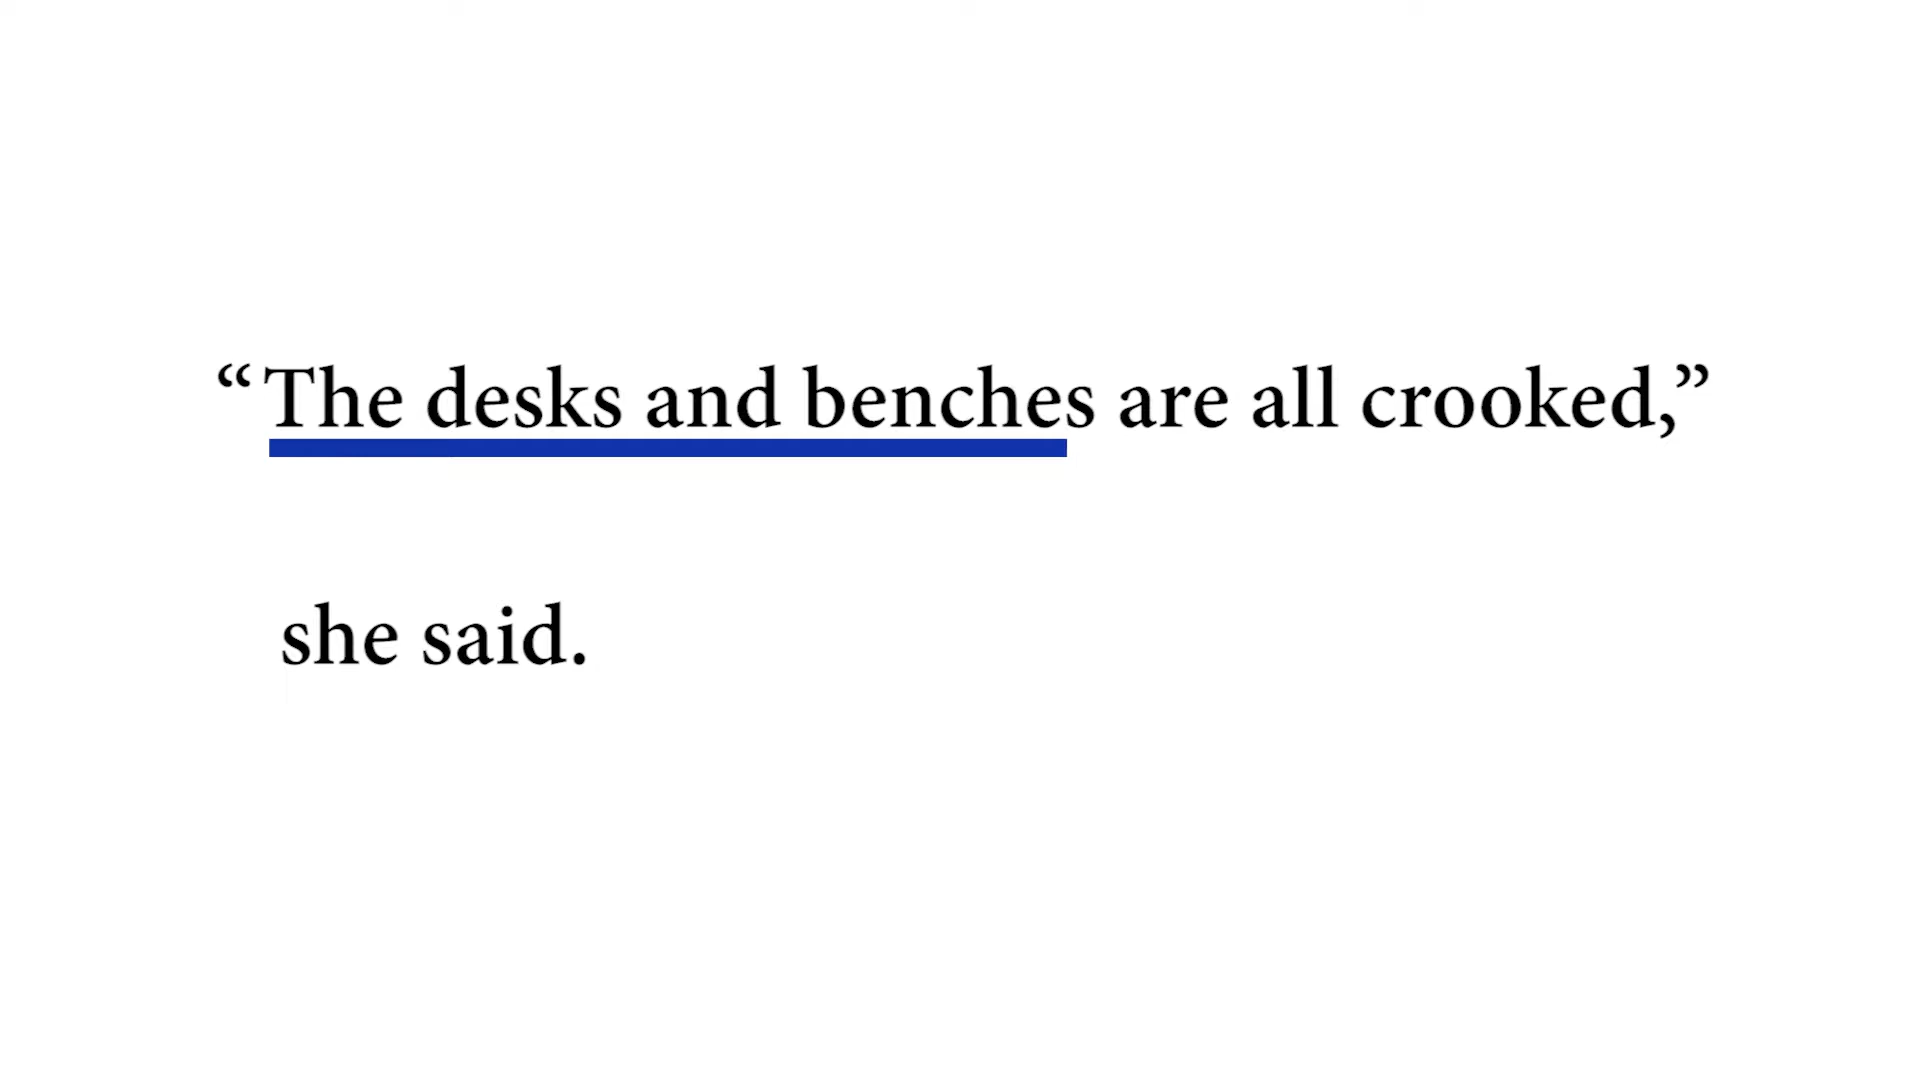 “The desks and benches are all crooked,”
she said.